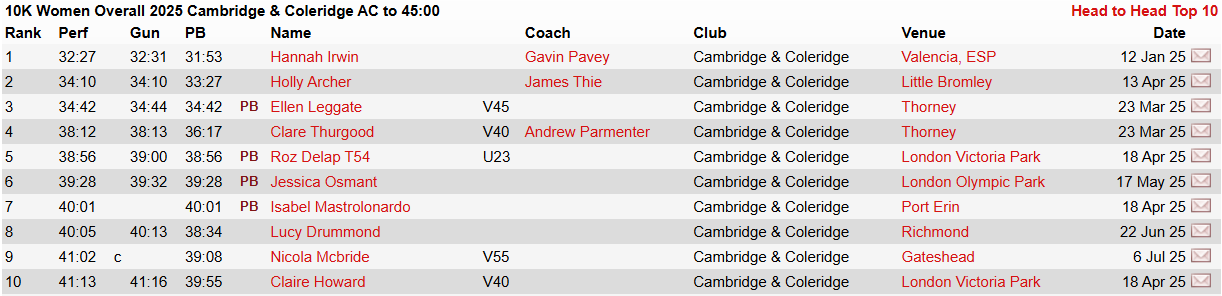 10K Women Overall 2025 Cambridge & Coleridge AC to 45:00 Head to Head Top 10
Rank Perf Gun PB Name Coach Club Venue Date
1 32:27 32:31 31:53 Hannah Irwin Gavin Pavey Cambridge & Coleridge Valencia, ESP 12 Jan 25
2 34:10 34:10 33:27 Holly Archer James Thie Cambridge & Coleridge Little Bromley 13 Apr 25
3 34:42 34:44 34:42 PB Ellen Leggate V45 Cambridge & Coleridge Thorney 23 Mar 25
4 38:12 38:13 36:17 Clare Thurgood V40 Andrew Parmenter Cambridge & Coleridge Thorney 23 Mar 25
5 38:56 39:00 38:56 PB Roz Delap T54 U23 Cambridge & Coleridge London Victoria Park 18 Apr 25
6 39:28 39:32 39:28 PB Jessica Osmant Cambridge & Coleridge London Olympic Park 17 May 25
7 40:01 40:01 PB Isabel Mastrolonardo Cambridge & Coleridge Port Erin 18 Apr 25
8 40:05 40:13 38:34 Lucy Drummond Cambridge & Coleridge Richmond 22 Jun 25
9 41:02 c 39:08 Nicola Mcbride V55 Cambridge & Coleridge Gateshead 6 Jul 25
10 41:13 41:16 39:55 Claire Howard V40 Cambridge & Coleridge London Victoria Park 18 Apr 25